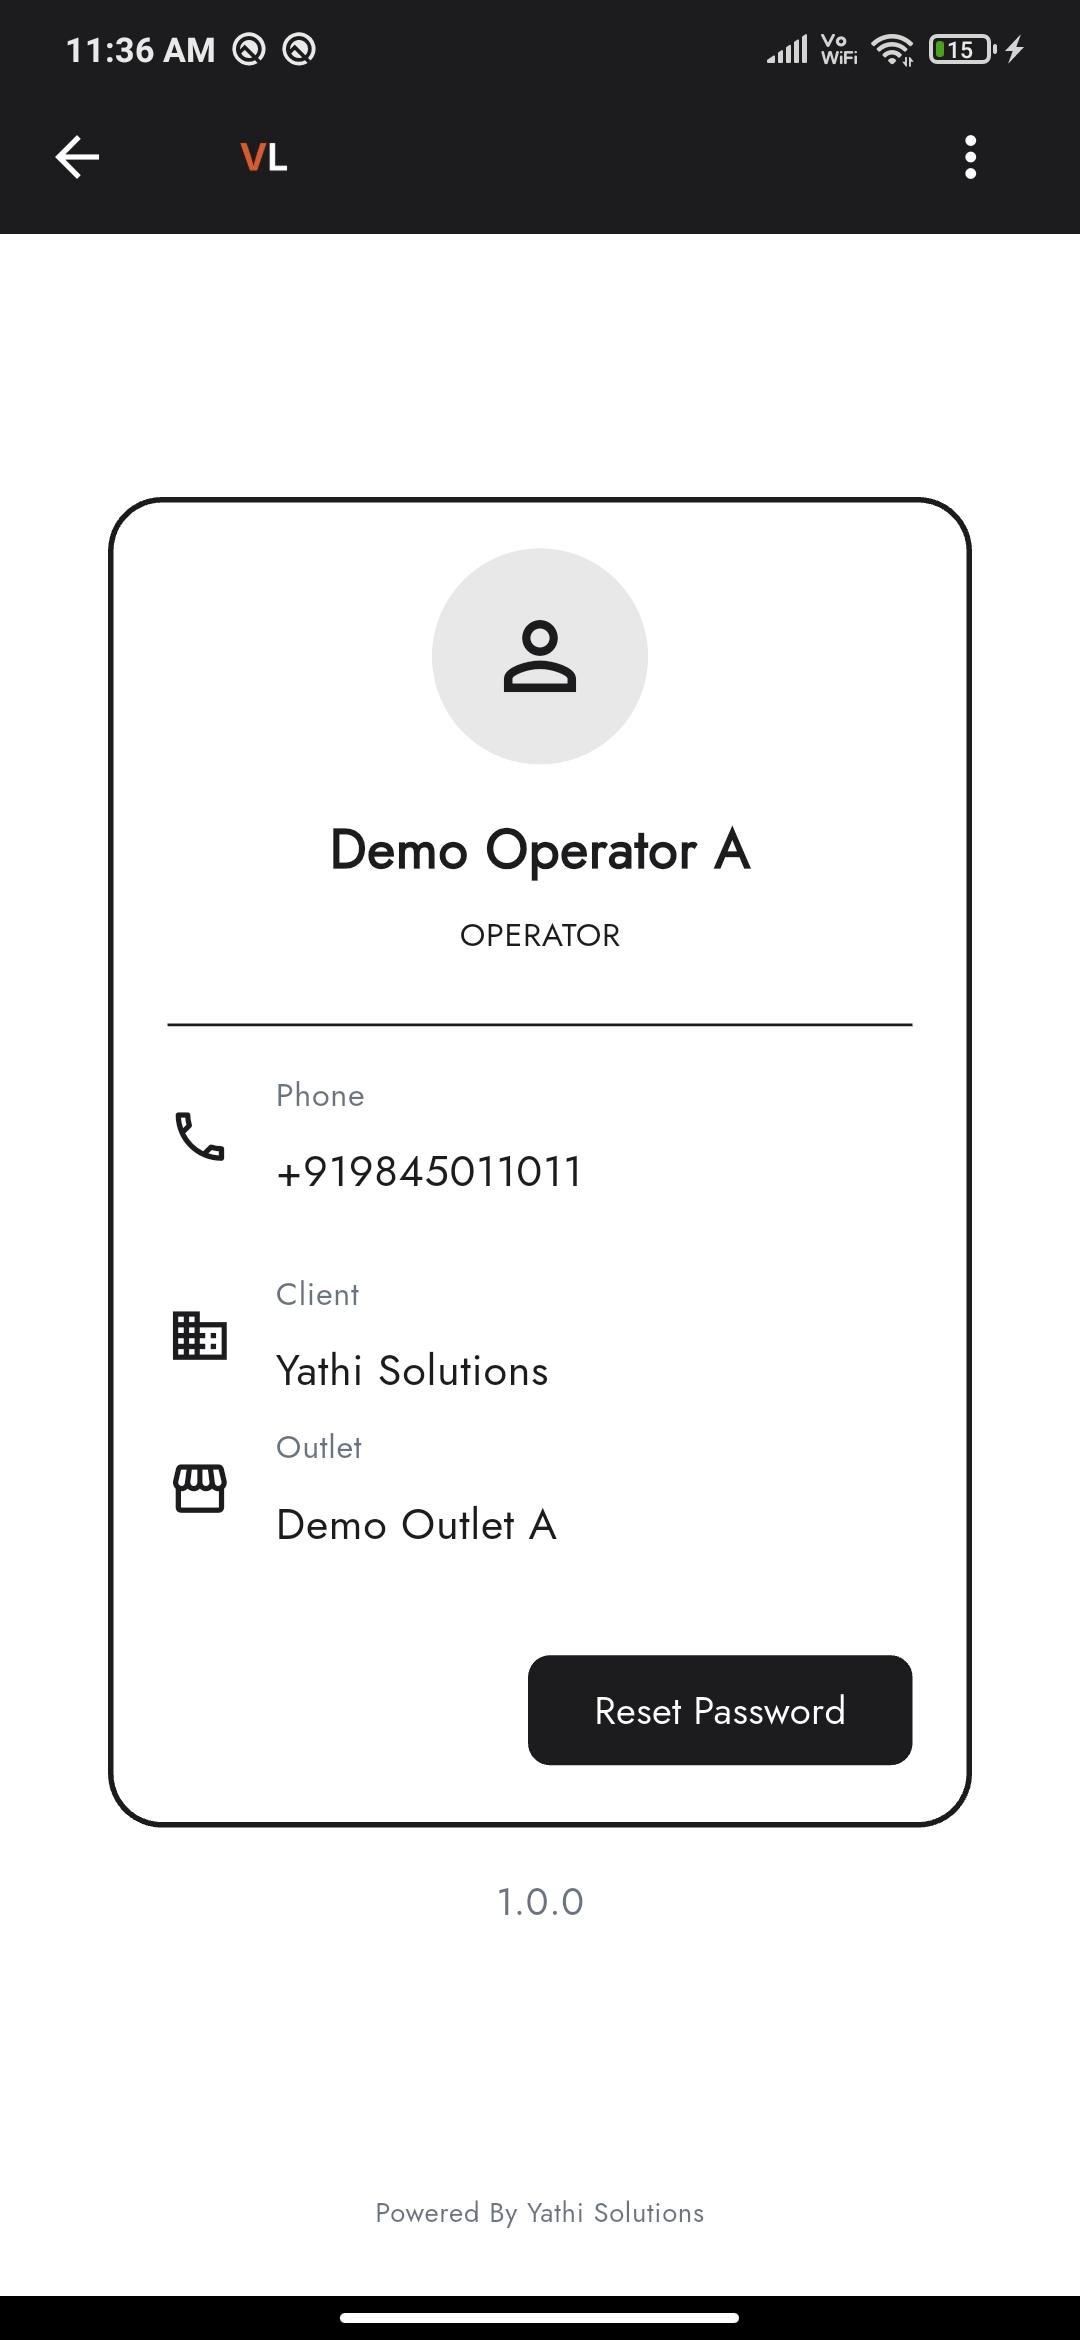 11:36 AM
Vo
WiFi
15
VL
Demo Operator A
OPERATOR
Phone
+919845011011
Client
Yathi Solutions
Outlet
Demo Outlet A
Reset Password
1.0.0
Powered By Yathi Solutions